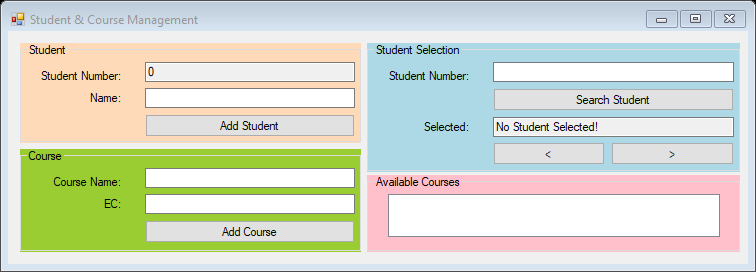 Student & Course Management
Student
Student Number: 0
Name:
Add Student
Course
Course Name:
EC:
Add Course
Student Selection
Student Number:
Search Student
Selected: No Student Selected!
< >
Available Courses